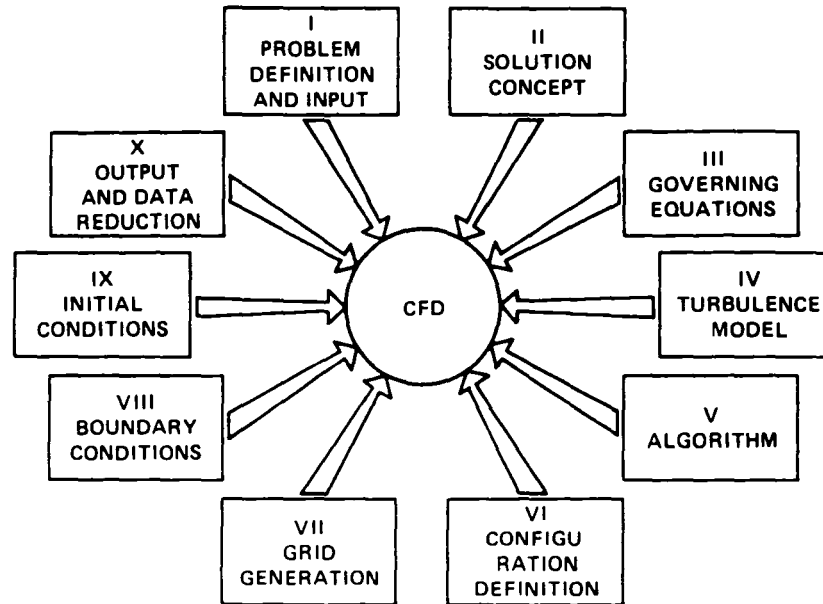 I
PROBLEM
DEFINITION
AND INPUT
II
SOLUTION
CONCEPT
III
GOVERNING
EQUATIONS
IV
TURBULENCE
MODEL
V
ALGORITHM
VI
CONFIGU
RATION
DEFINITION
VII
GRID
GENERATION
VIII
BOUNDARY
CONDITIONS
IX
INITIAL
CONDITIONS
X
OUTPUT
AND DATA
REDUCTION
CFD